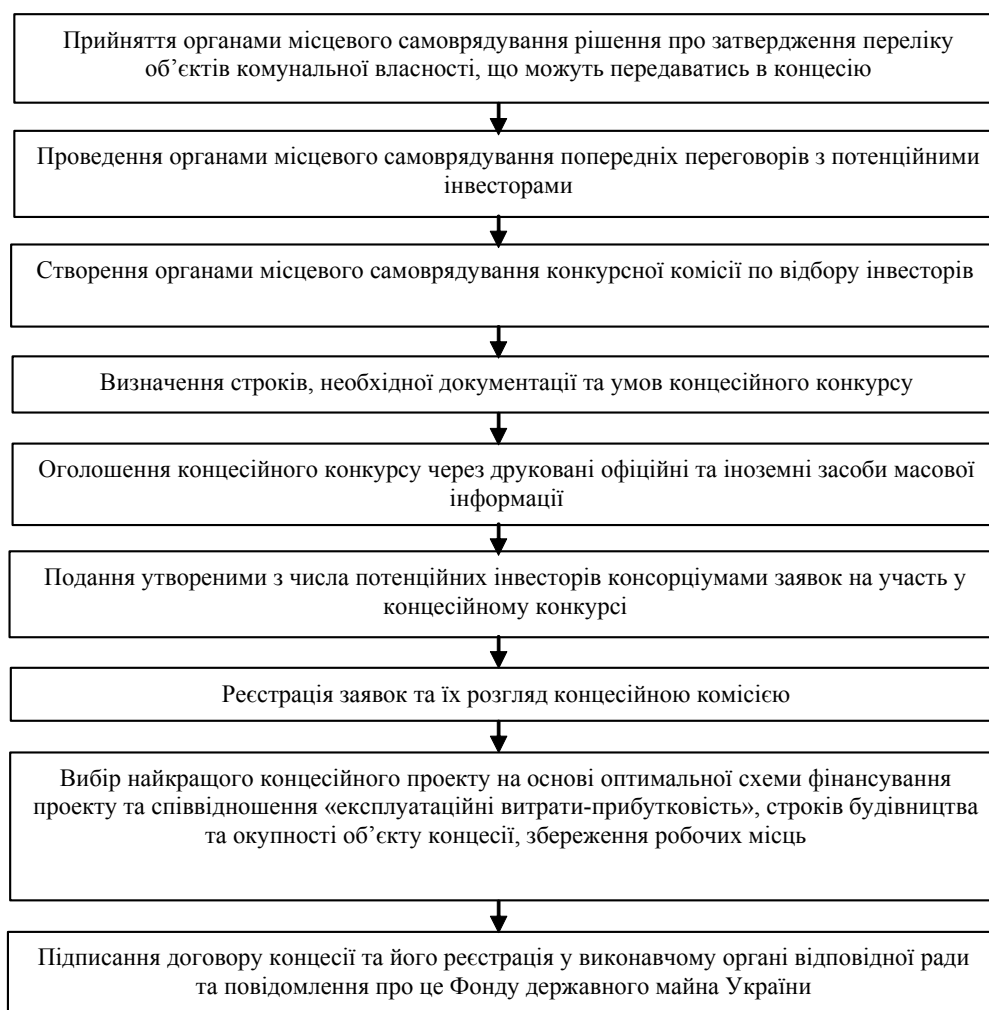 Прийняття органами місцевого самоврядування рішення про затвердження переліку
об’єктів комунальної власності, що можуть передаватись в концесію
Проведення органами місцевого самоврядування попередніх переговорів з потенційними
інвесторами
Створення органами місцевого самоврядування конкурсної комісії по відбору інвесторів
Визначення строків, необхідної документації та умов концесійного конкурсу
Оголошення концесійного конкурсу через друковані офіційні та іноземні засоби масової
інформації
Подання утвореними з числа потенційних інвесторів консорціумами заявок на участь у
концесійному конкурсі
Реєстрація заявок та їх розгляд концесійною комісією
Вибір найкращого концесійного проекту на основі оптимальної схеми фінансування
проекту та співвідношення «експлуатаційні витрати-прибутковість», строків будівництва
та окупності об’єкту концесії, збереження робочих місць
Підписання договору концесії та його реєстрація у виконавчому органі відповідної ради
та повідомлення про це Фонду державного майна України